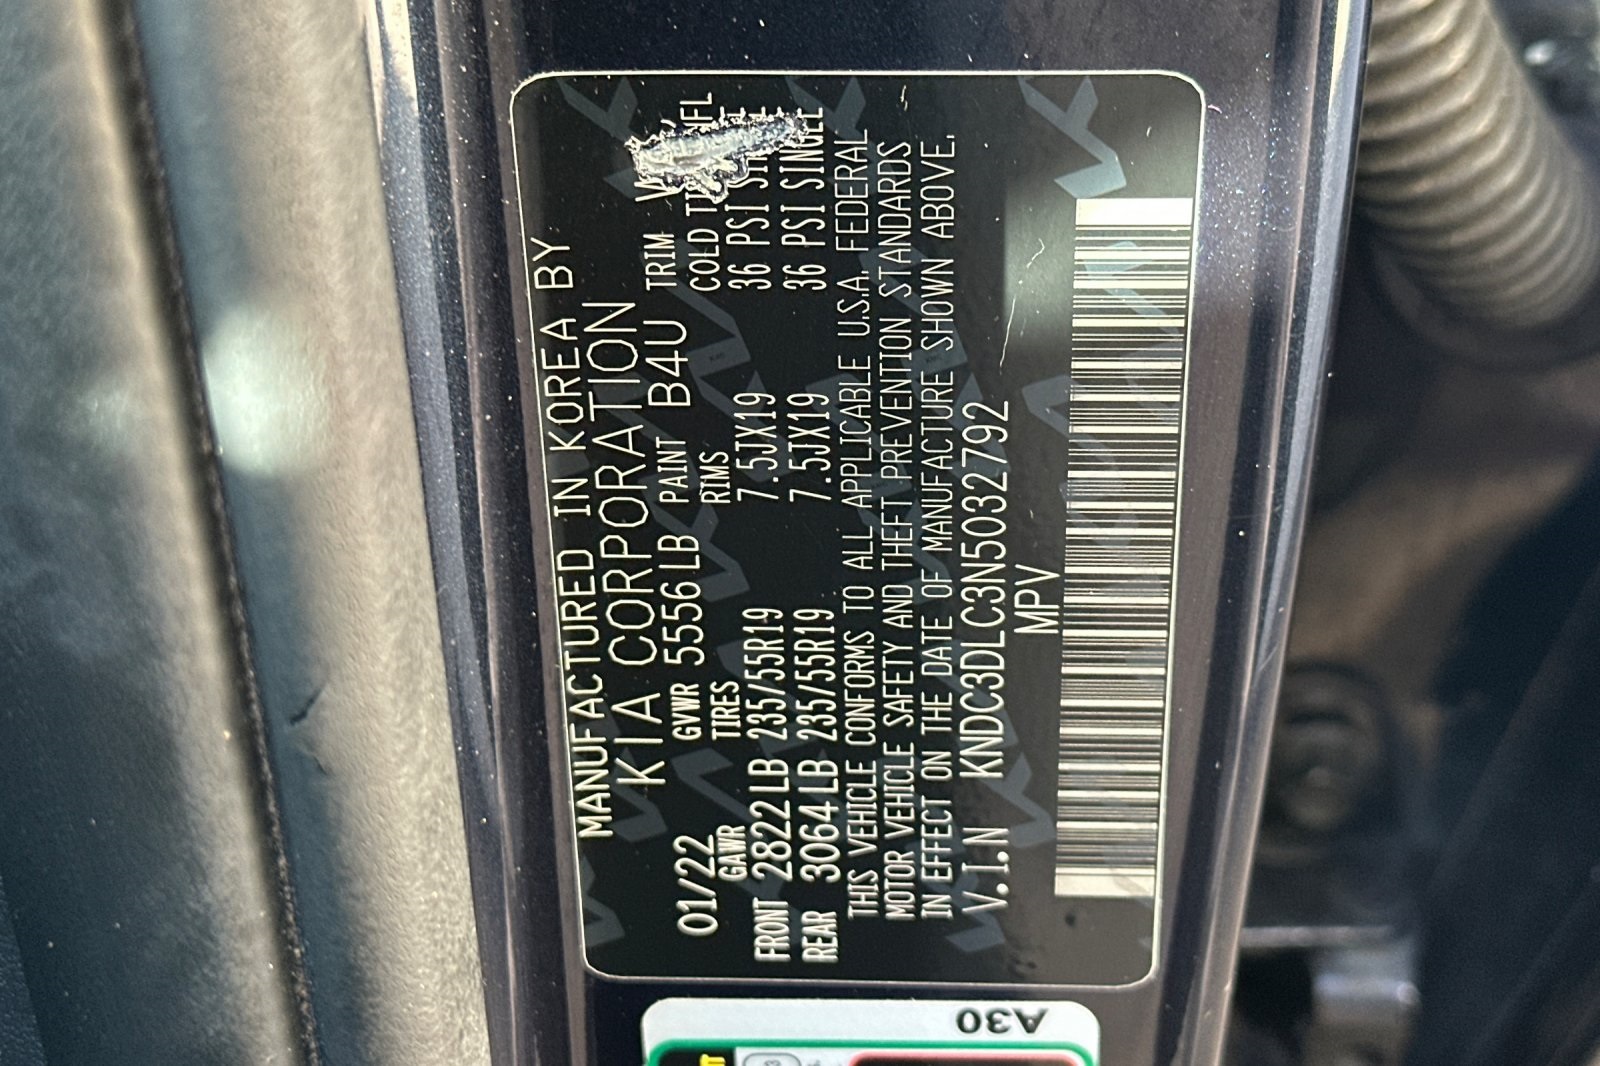 MANUFACTURED IN KOREA BY
KIA CORPORATION
01/22 GVWR 5556 LB PAINT B4U TRIM
GAWR TIRES RIMS COLD
FRONT 2822 LB 235/55R19 7.5JX19 36 PSI
REAR 3064 LB 235/55R19 7.5JX19 36 PSI SINGLE
THIS VEHICLE CONFORMS TO ALL APPLICABLE U.S.A. FEDERAL
MOTOR VEHICLE SAFETY AND THEFT PREVENTION STANDARDS
IN EFFECT ON THE DATE OF MANUFACTURE SHOWN ABOVE.
V.I.N KNDC3DLC3N5032792
MPV
A30